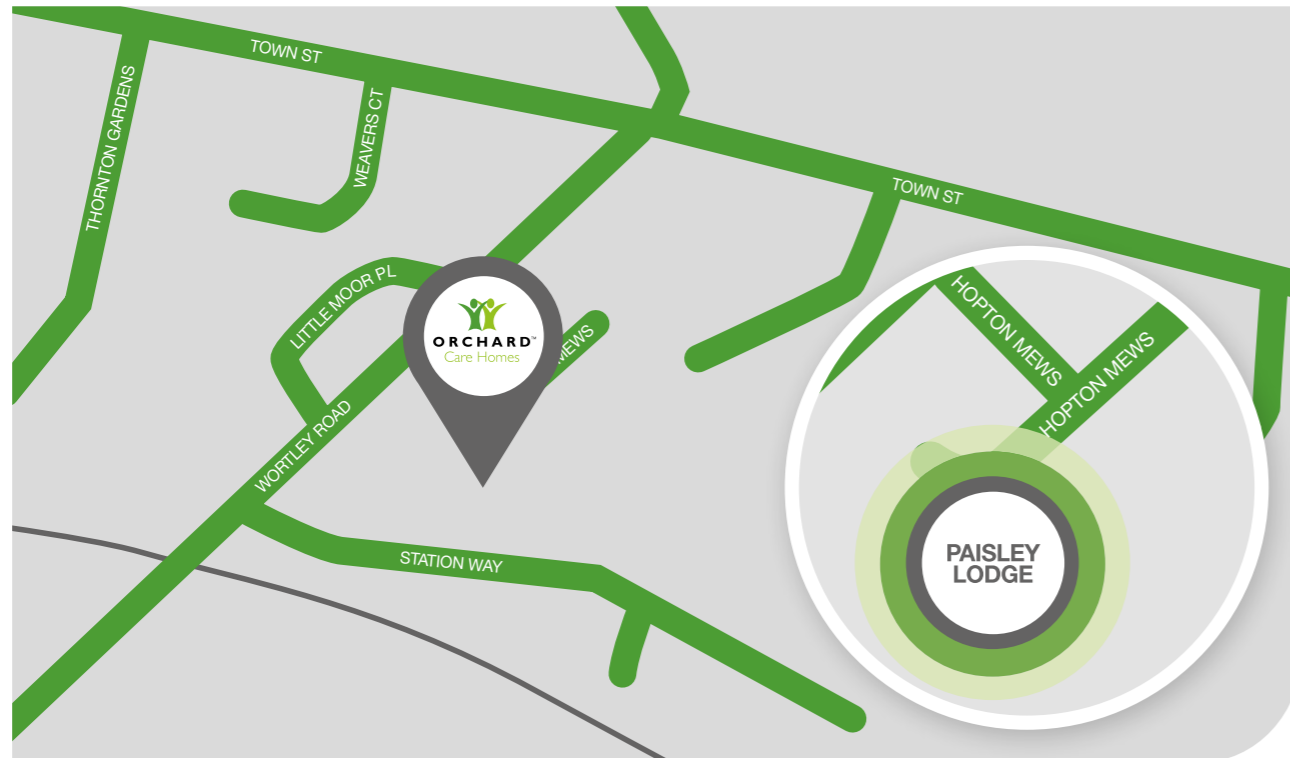 TOWN ST
THORNTON GARDENS
WEAVERS CT
TOWN ST
LITTLE MOOR PL
ORCHARD™
Care Homes
MEWS
HOPTON MEWS
HOPTON MEWS
WORTLEY ROAD
STATION WAY
PAISLEY
LODGE